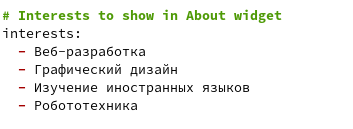 # Interests to show in About widget
interests:
  - Веб-разработка
  - Графический дизайн
  - Изучение иностранных языков
  - Робототехника